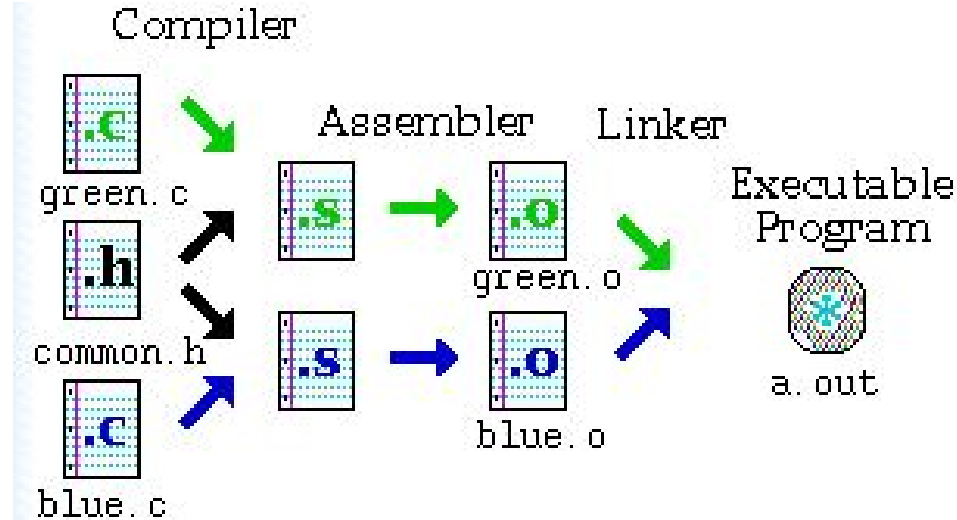 Compiler
.c
green.c
Assembler
Linker
.s
.o
green.o
Executable
Program
.h
common.h
*
a.out
.s
.o
blue.o
.c
blue.c